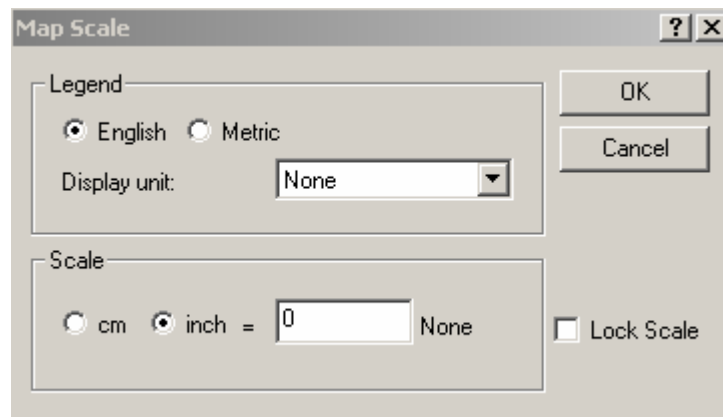 Map Scale
Legend
English Metric
Display unit: None
OK
Cancel
Scale
cm inch = 0 None
Lock Scale